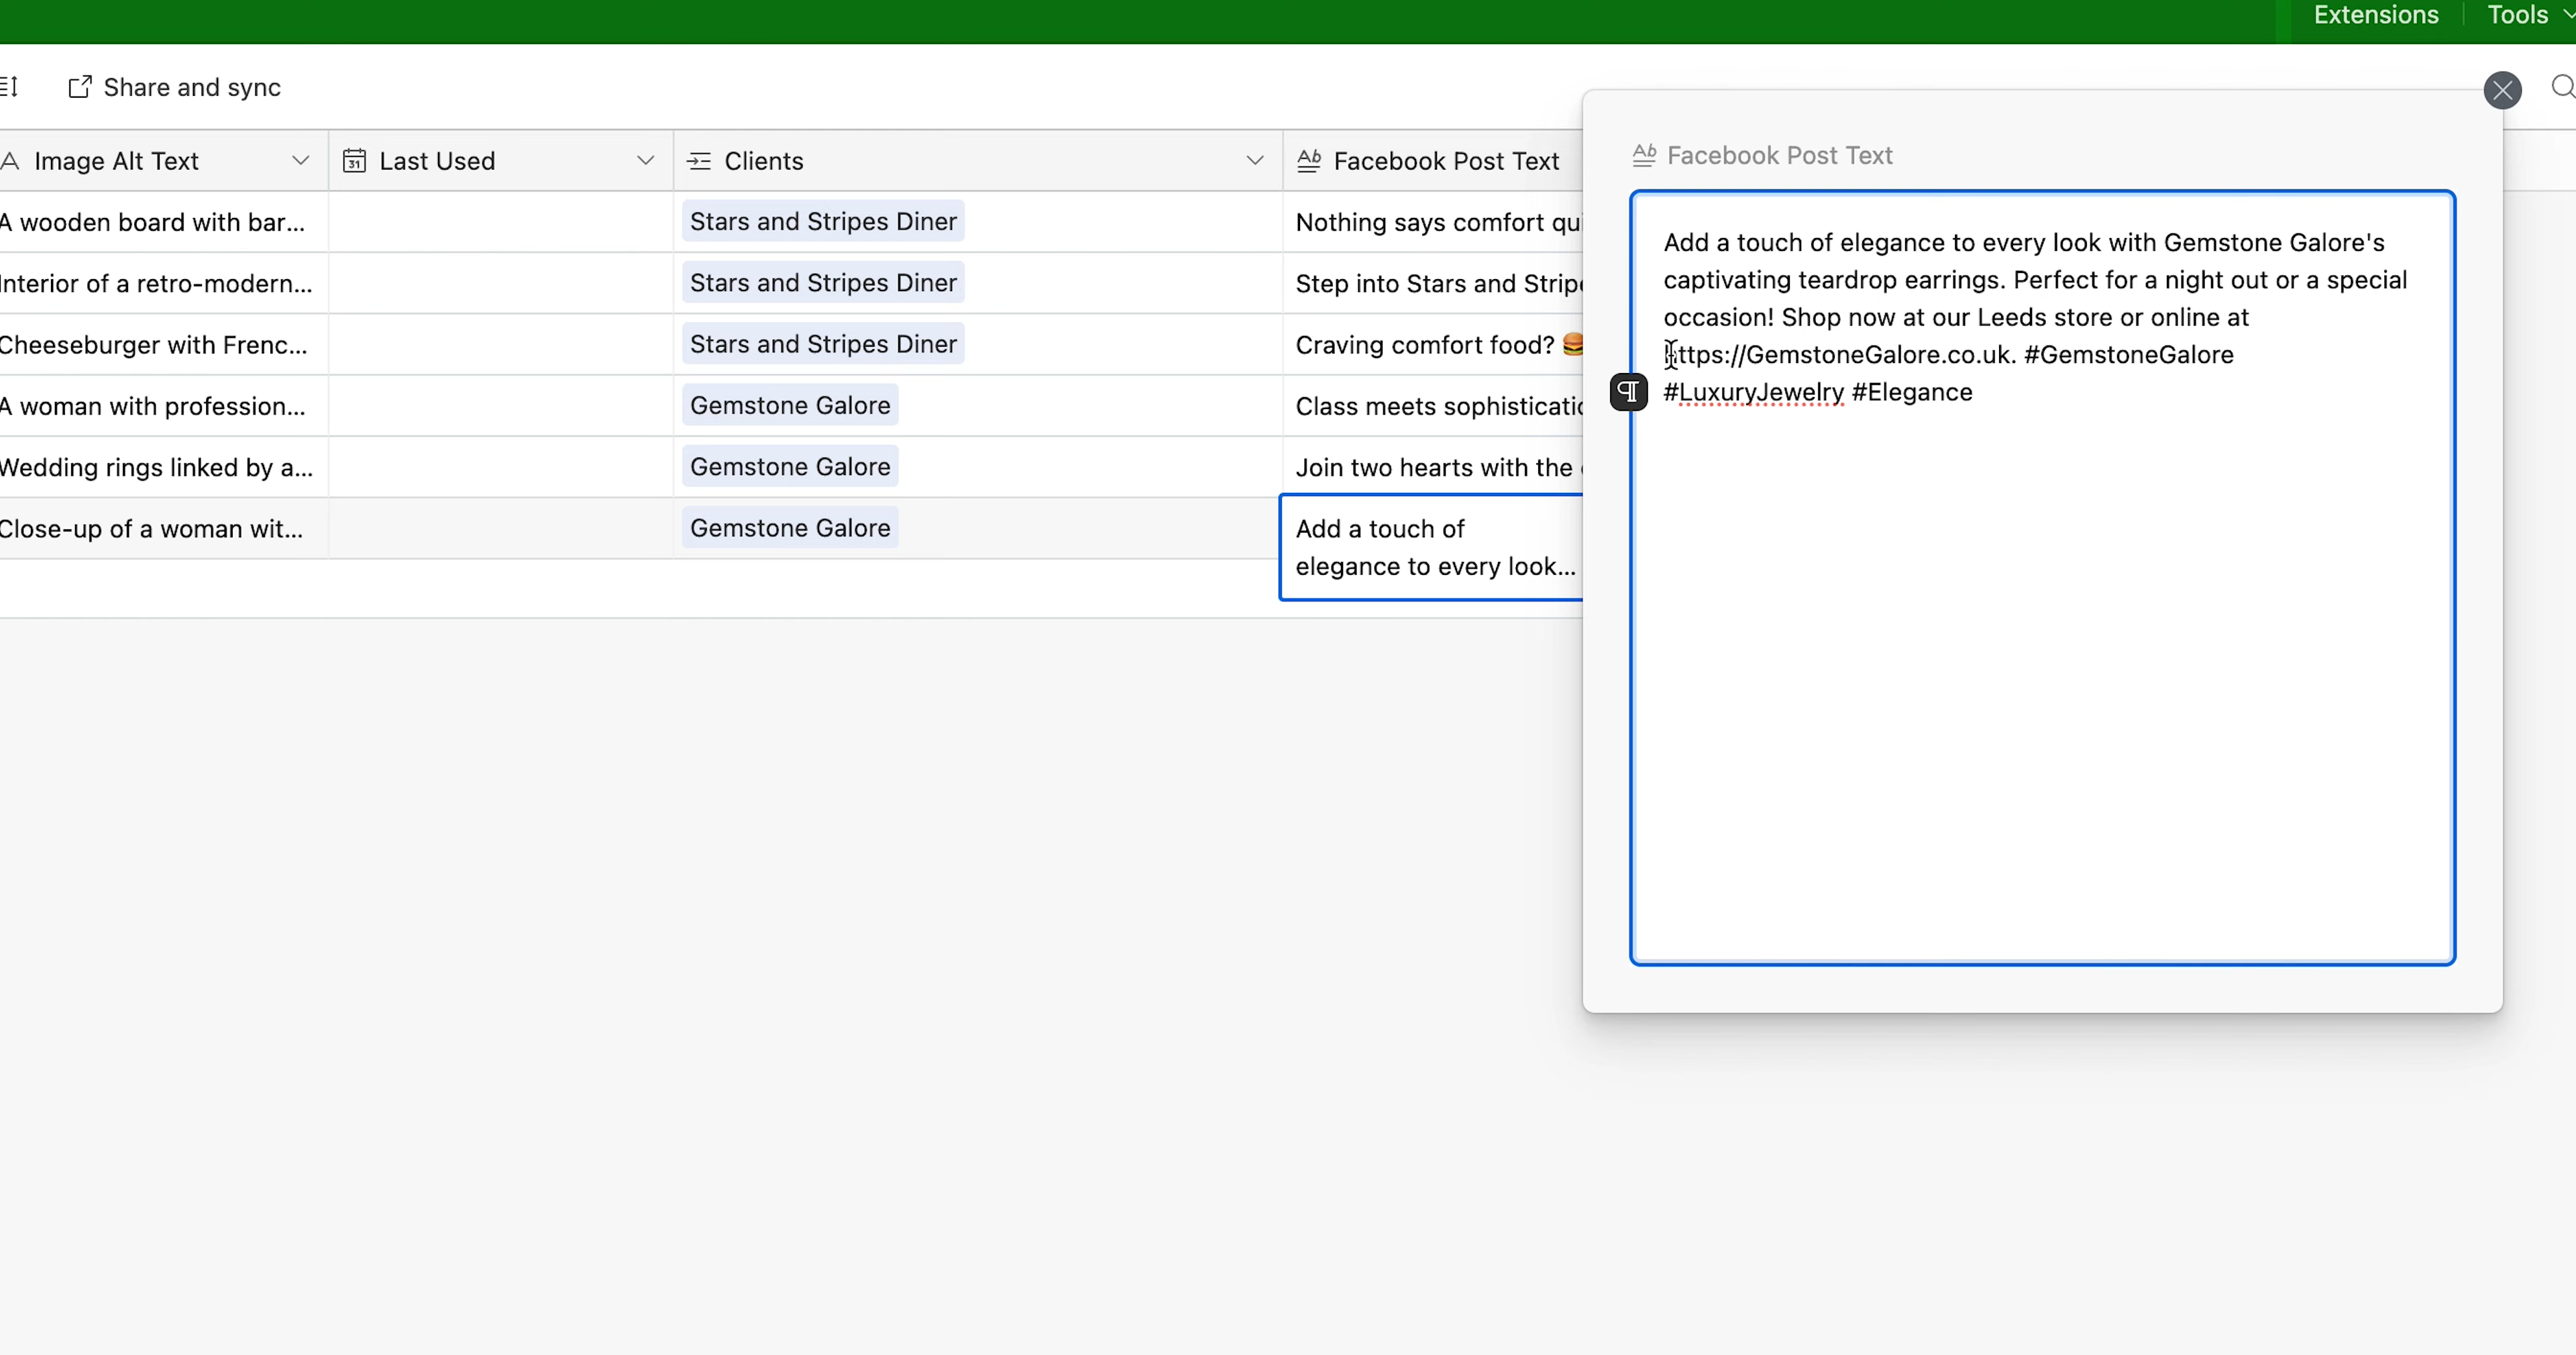 Extensions Tools
Share and sync
Image Alt Text Last Used Clients Facebook Post Text
A wooden board with bar... Stars and Stripes Diner Nothing says comfort
Interior of a retro-modern... Stars and Stripes Diner Step into Stars and
Cheeseburger with Frenc... Stars and Stripes Diner Craving comfort food? 🍔
A woman with profession... Gemstone Galore Class meets
Wedding rings linked by a... Gemstone Galore Join two hearts with the
Close-up of a woman wit... Gemstone Galore Add a touch of
elegance to every look...
Facebook Post Text
Add a touch of elegance to every look with Gemstone Galore's
captivating teardrop earrings. Perfect for a night out or a special
occasion! Shop now at our Leeds store or online at
https://GemstoneGalore.co.uk. #GemstoneGalore
#LuxuryJewelry #Elegance